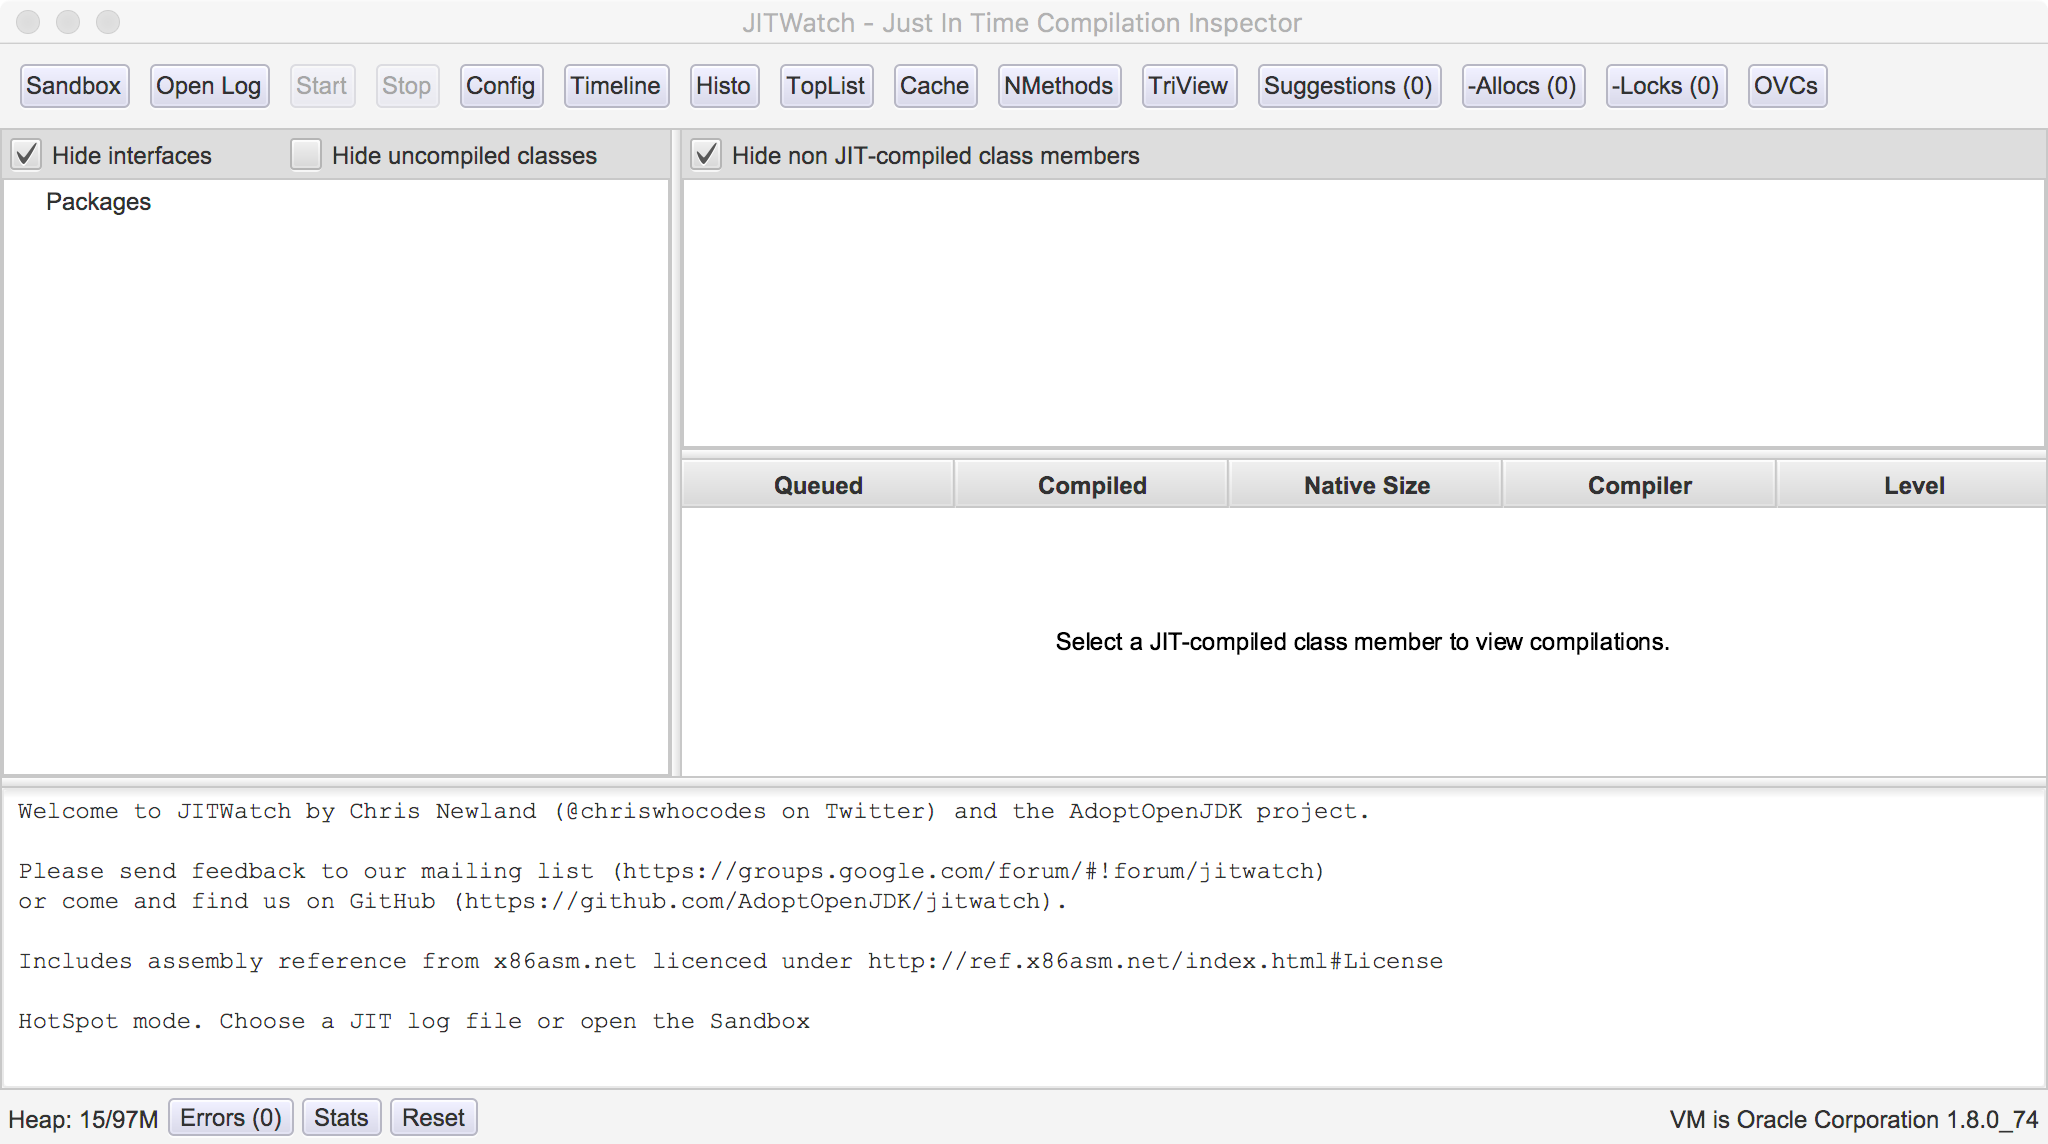 JITWatch - Just In Time Compilation Inspector
Sandbox Open Log Start Stop Config Timeline Histo TopList Cache NMethods TriView Suggestions (0) -Allocs (0) -Locks (0) OVCs
Hide interfaces Hide uncompiled classes Hide non JIT-compiled class members
Packages
Queued Compiled Native Size Compiler Level
Select a JIT-compiled class member to view compilations.
Welcome to JITWatch by Chris Newland (@chriswhocodes on Twitter) and the AdoptOpenJDK project.
Please send feedback to our mailing list (https://groups.google.com/forum/#!forum/jitwatch)
or come and find us on GitHub (https://github.com/AdoptOpenJDK/jitwatch).
Includes assembly reference from x86asm.net licenced under http://ref.x86asm.net/index.html#License
HotSpot mode. Choose a JIT log file or open the Sandbox
Heap: 15/97M Errors (0) Stats Reset VM is Oracle Corporation 1.8.0_74